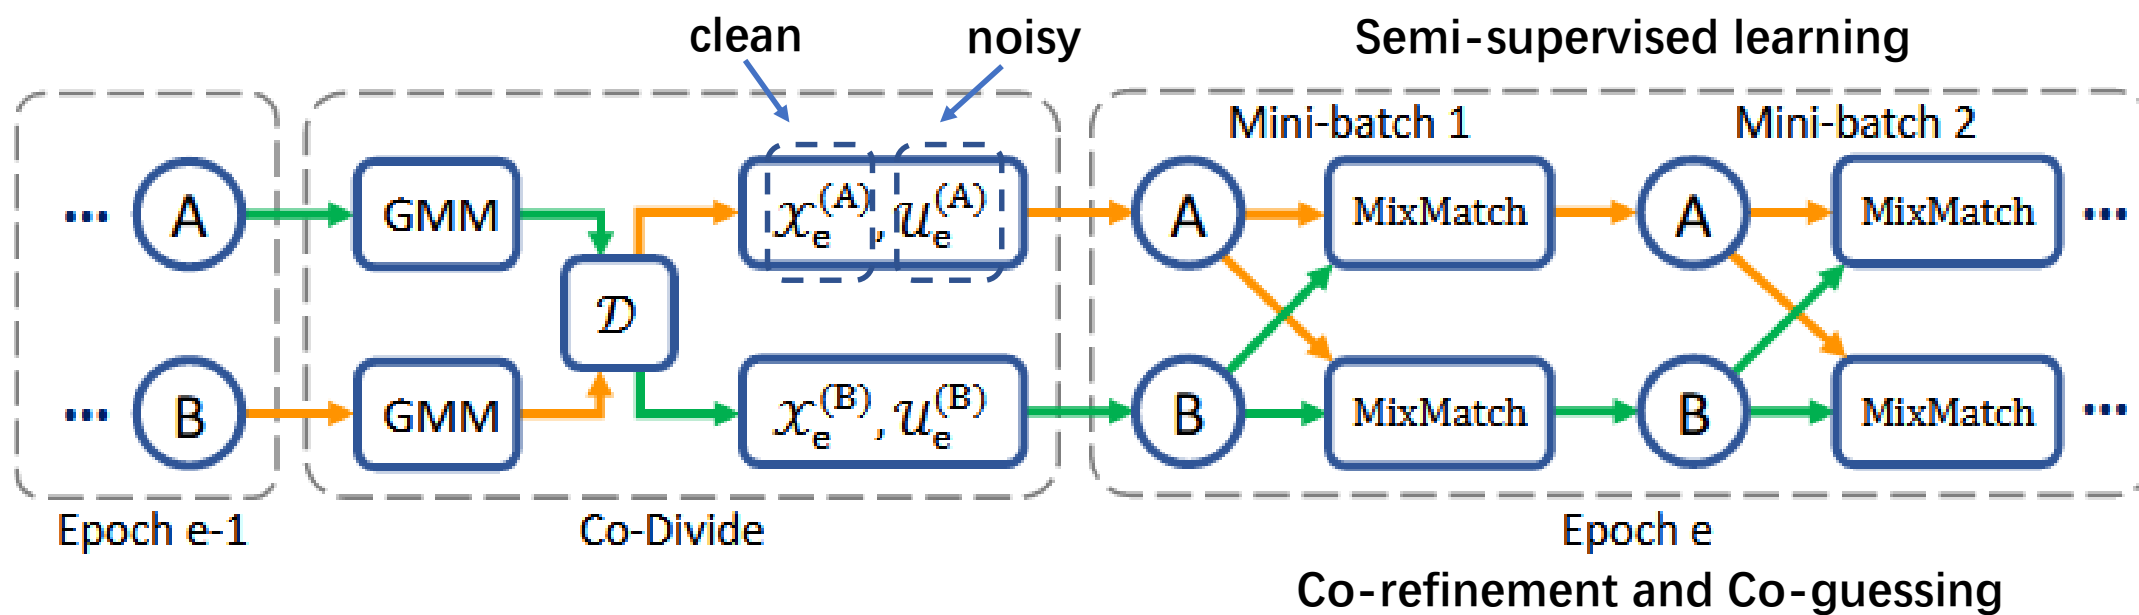 clean
noisy
Semi-supervised learning
Mini-batch 1
Mini-batch 2
... A
GMM
𝒳e(A), 𝒰e(A)
A
MixMatch
A
MixMatch ...
𝒟
... B
GMM
𝒳e(B), 𝒰e(B)
B
MixMatch
B
MixMatch ...
Epoch e-1
Co-Divide
Epoch e
Co-refinement and Co-guessing